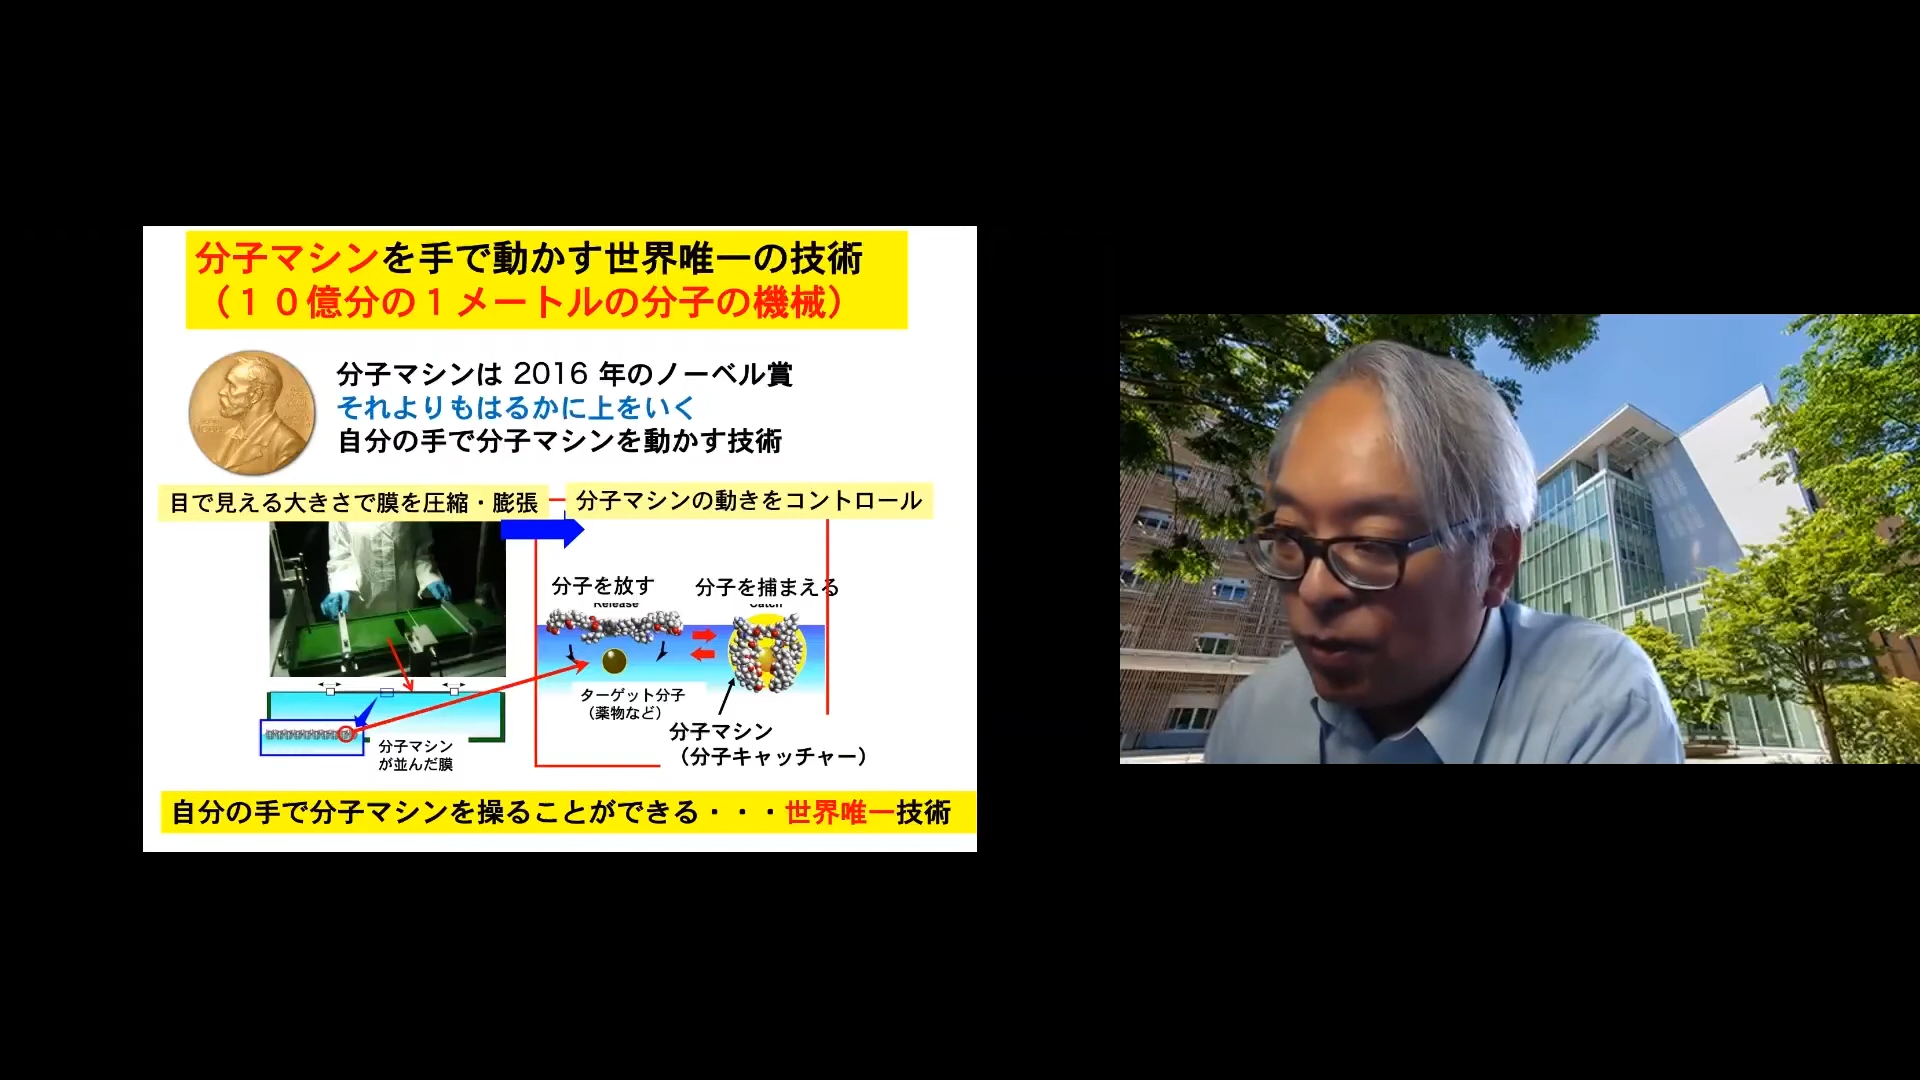 分子マシンを手で動かす世界唯一の技術
（１０億分の１メートルの分子の機械）
分子マシンは 2016 年のノーベル賞
それよりもはるかに上をいく
自分の手で分子マシンを動かす技術
目で見える大きさで膜を圧縮・膨張
分子マシンの動きをコントロール
分子を放す
分子を捕まえる
Release
Catch
ターゲット分子
（薬物など）
分子マシン
（分子キャッチャー）
分子マシン
が並んだ膜
自分の手で分子マシンを操ることができる・・・世界唯一技術